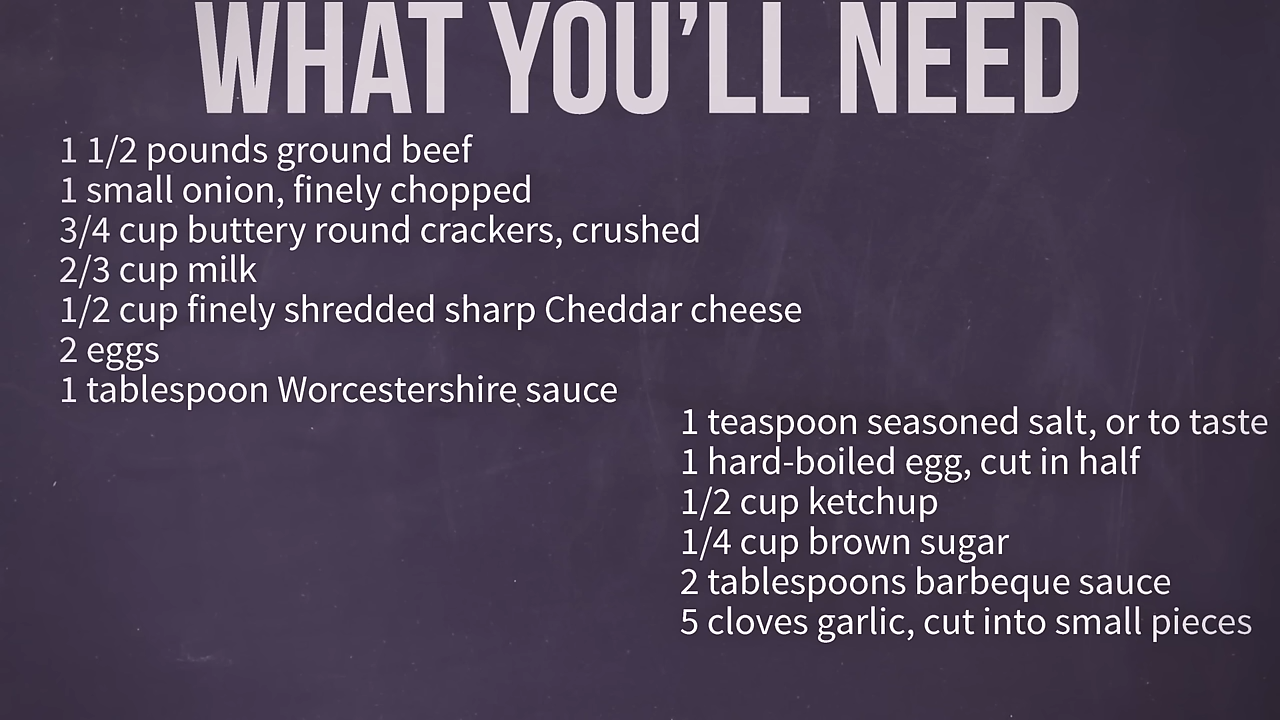 WHAT YOU’LL NEED
1 1/2 pounds ground beef
1 small onion, finely chopped
3/4 cup buttery round crackers, crushed
2/3 cup milk
1/2 cup finely shredded sharp Cheddar cheese
2 eggs
1 tablespoon Worcestershire sauce
1 teaspoon seasoned salt, or to taste
1 hard-boiled egg, cut in half
1/2 cup ketchup
1/4 cup brown sugar
2 tablespoons barbeque sauce
5 cloves garlic, cut into small pieces